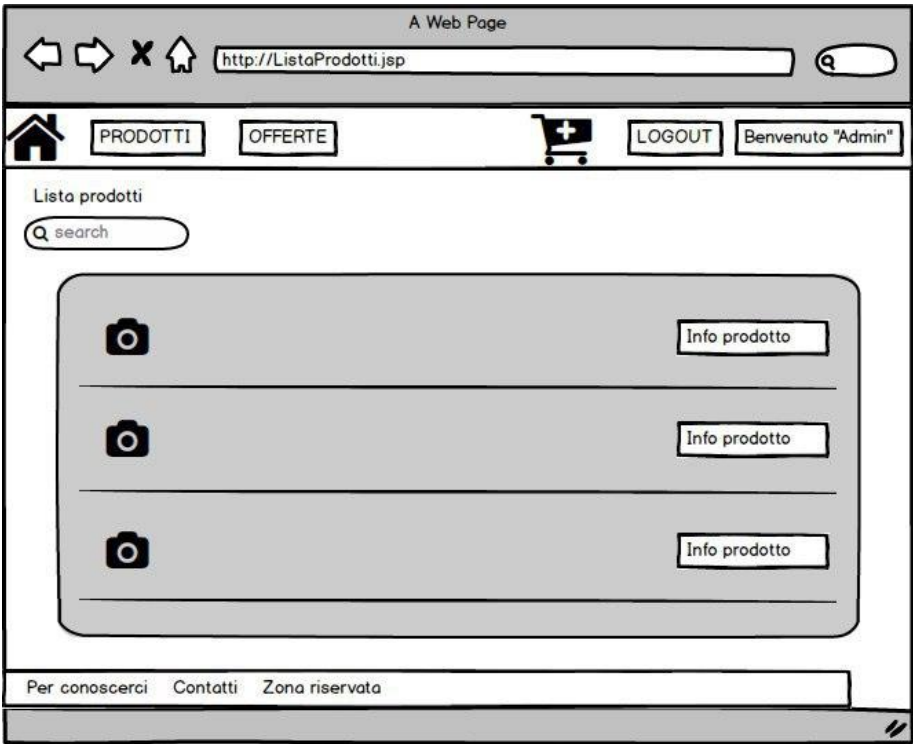 A Web Page
http://ListaProdotti.jsp
PRODOTTI OFFERTE LOGOUT Benvenuto "Admin"
Lista prodotti
search
Info prodotto
Info prodotto
Info prodotto
Per conoscerci Contatti Zona riservata